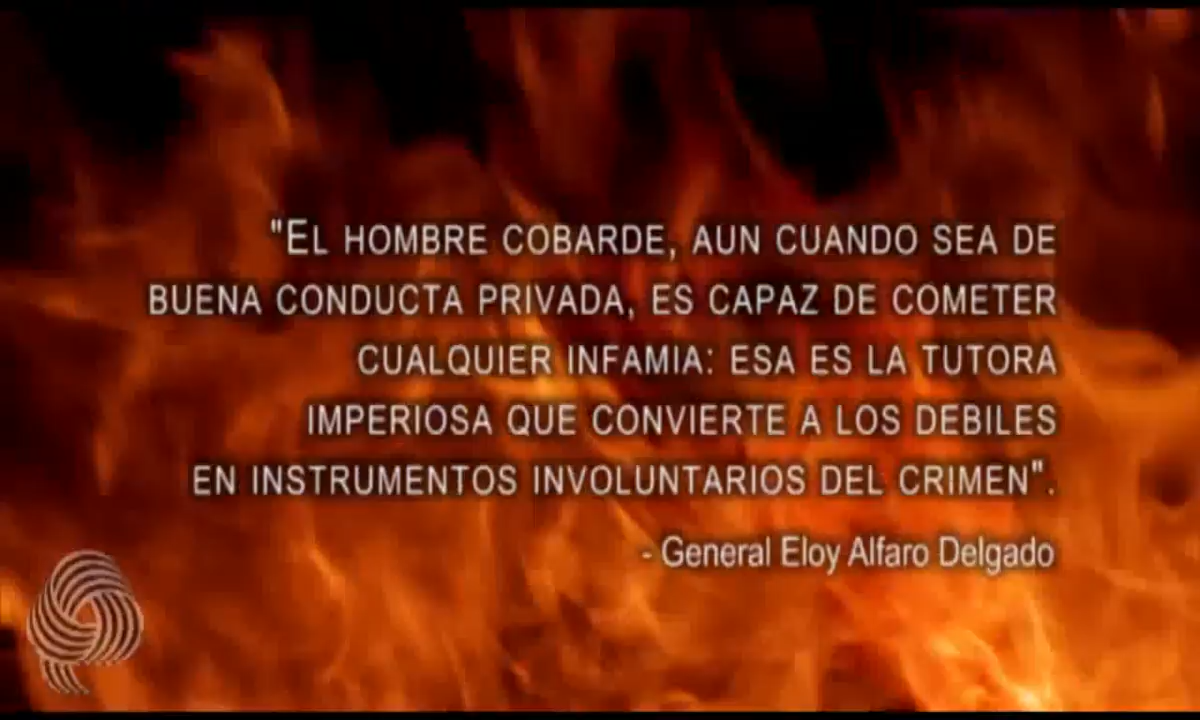 "EL HOMBRE COBARDE, AUN CUANDO SEA DE
BUENA CONDUCTA PRIVADA, ES CAPAZ DE COMETER
CUALQUIER INFAMIA: ESA ES LA TUTORA
IMPERIOSA QUE CONVIERTE A LOS DEBILES
EN INSTRUMENTOS INVOLUNTARIOS DEL CRIMEN".
- General Eloy Alfaro Delgado